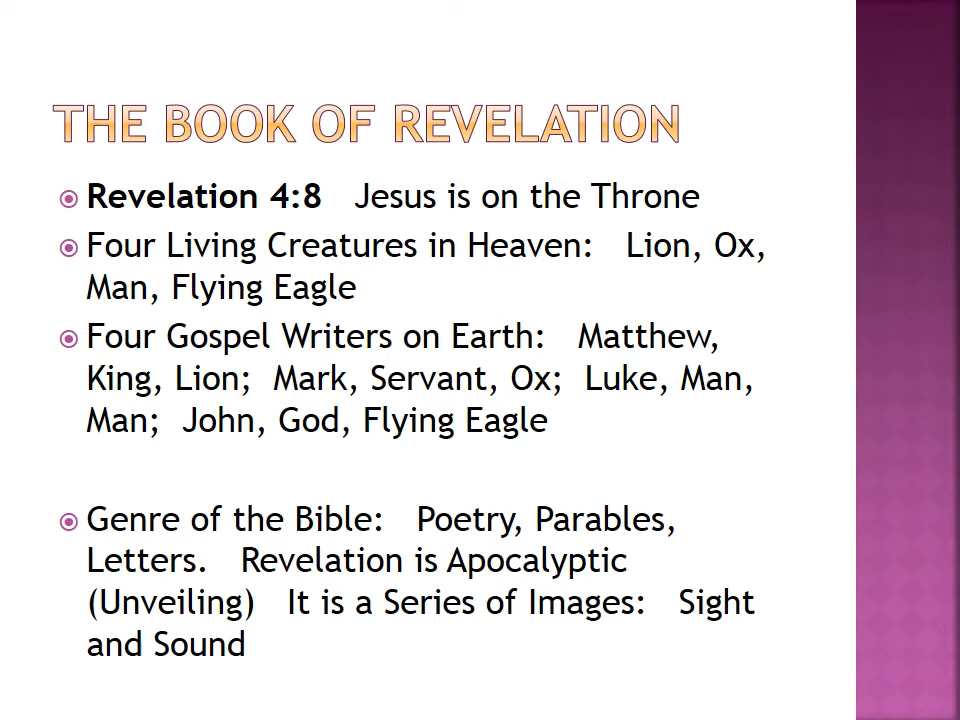 THE BOOK OF REVELATION
Revelation 4:8 Jesus is on the Throne
Four Living Creatures in Heaven: Lion, Ox,
Man, Flying Eagle
Four Gospel Writers on Earth: Matthew,
King, Lion; Mark, Servant, Ox; Luke, Man,
Man; John, God, Flying Eagle
Genre of the Bible: Poetry, Parables,
Letters. Revelation is Apocalyptic
(Unveiling) It is a Series of Images: Sight
and Sound